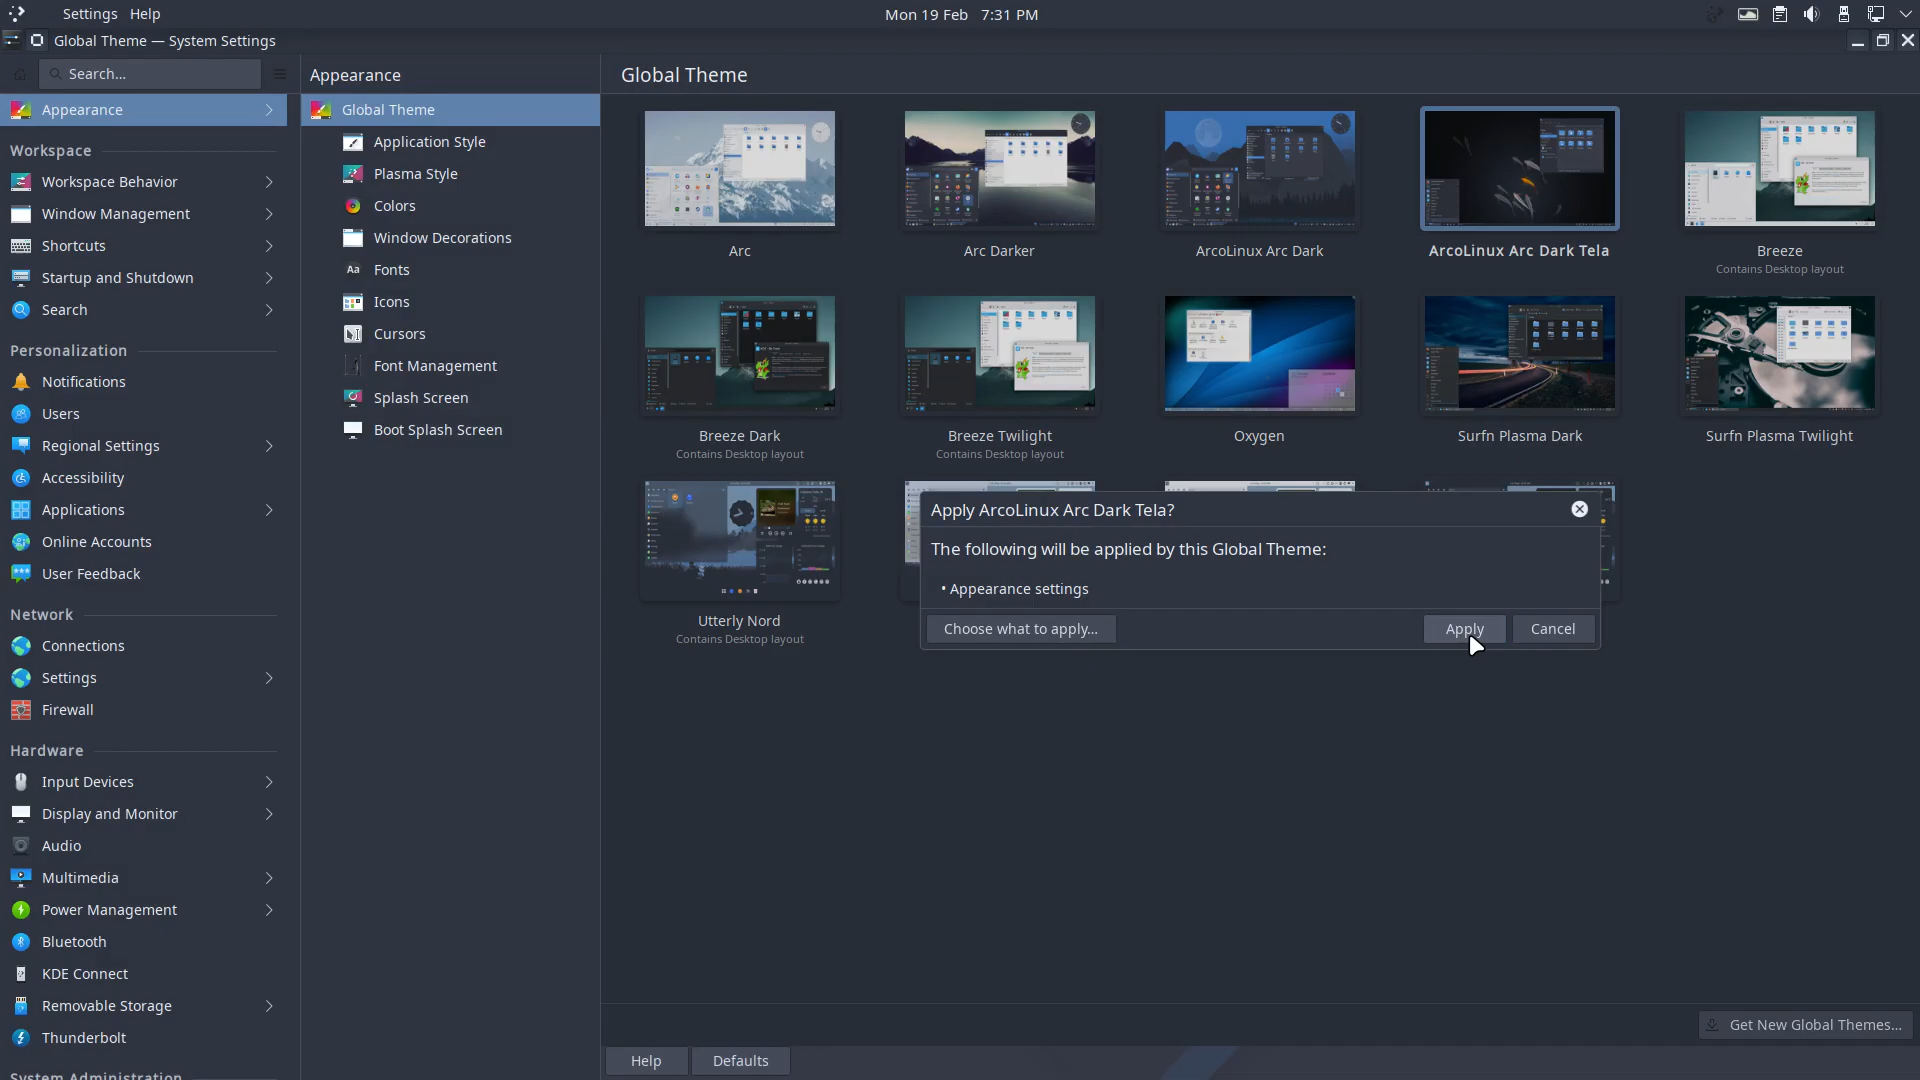 Settings Help
Mon 19 Feb 7:31 PM
Global Theme — System Settings
Search...
Appearance
Workspace
Workspace Behavior
Window Management
Shortcuts
Startup and Shutdown
Search
Personalization
Notifications
Users
Regional Settings
Accessibility
Applications
Online Accounts
User Feedback
Network
Connections
Settings
Firewall
Hardware
Input Devices
Display and Monitor
Audio
Multimedia
Power Management
Bluetooth
KDE Connect
Removable Storage
Thunderbolt
System Administration
Appearance
Global Theme
Application Style
Plasma Style
Colors
Window Decorations
Aa
Fonts
Icons
Cursors
Font Management
Splash Screen
Boot Splash Screen
Global Theme
Arc
Arc Darker
ArcoLinux Arc Dark
ArcoLinux Arc Dark Tela
Breeze
Contains Desktop layout
Breeze Dark
Contains Desktop layout
Breeze Twilight
Contains Desktop layout
Oxygen
Surfn Plasma Dark
Surfn Plasma Twilight
Utterly Nord
Contains Desktop layout
Apply ArcoLinux Arc Dark Tela?
The following will be applied by this Global Theme:
• Appearance settings
Choose what to apply...
Apply
Cancel
Get New Global Themes...
Help
Defaults